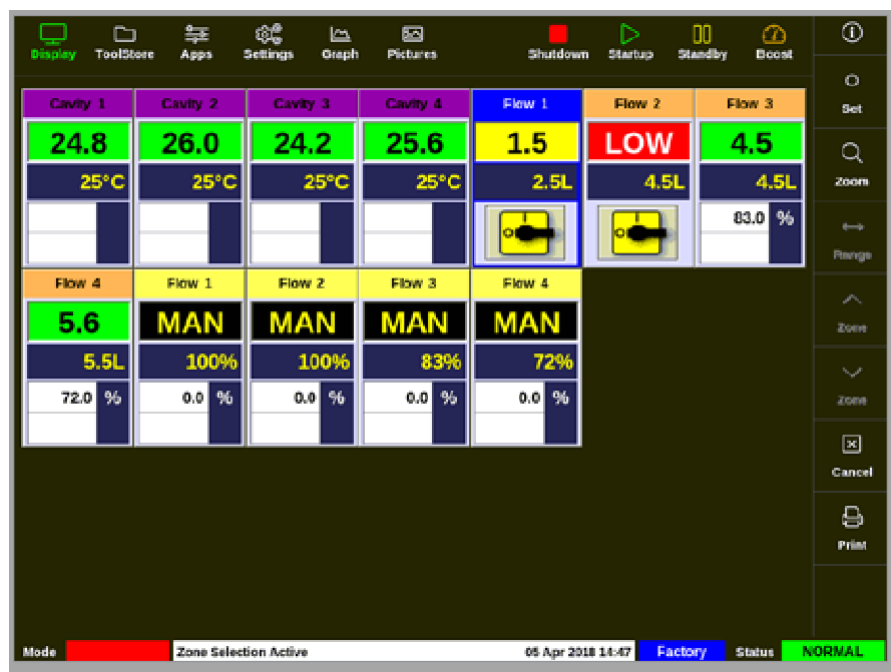 Display ToolStore Apps Settings Graph Pictures Shutdown Startup Standby Boost
Set
Zoom
Range
Zone
Zone
Cancel
Print
Cavity 1 Cavity 2 Cavity 3 Cavity 4 Flow 1 Flow 2 Flow 3
24.8 26.0 24.2 25.6 1.5 LOW 4.5
25°C 25°C 25°C 25°C 2.5L 4.5L 4.5L
83.0 %
Flow 4 Flow 1 Flow 2 Flow 3 Flow 4
5.6 MAN MAN MAN MAN
5.5L 100% 100% 83% 72%
72.0 % 0.0 % 0.0 % 0.0 % 0.0 %
Mode Zone Selection Active 05 Apr 2018 14:47 Factory Status NORMAL